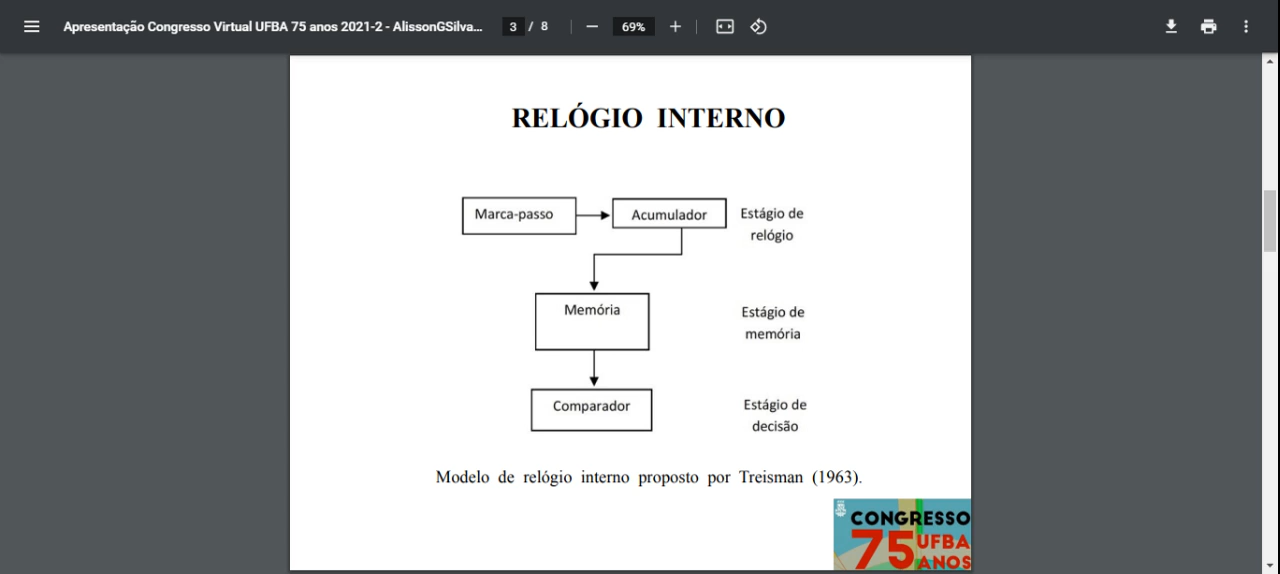 Apresentação Congresso Virtual UFBA 75 anos 2021-2 - AlissonGSilva...
3 / 8
69%
RELÓGIO INTERNO
Marca-passo
Acumulador
Estágio de
relógio
Memória
Estágio de
memória
Comparador
Estágio de
decisão
Modelo de relógio interno proposto por Treisman (1963).
CONGRESSO
75 UFBA
ANOS